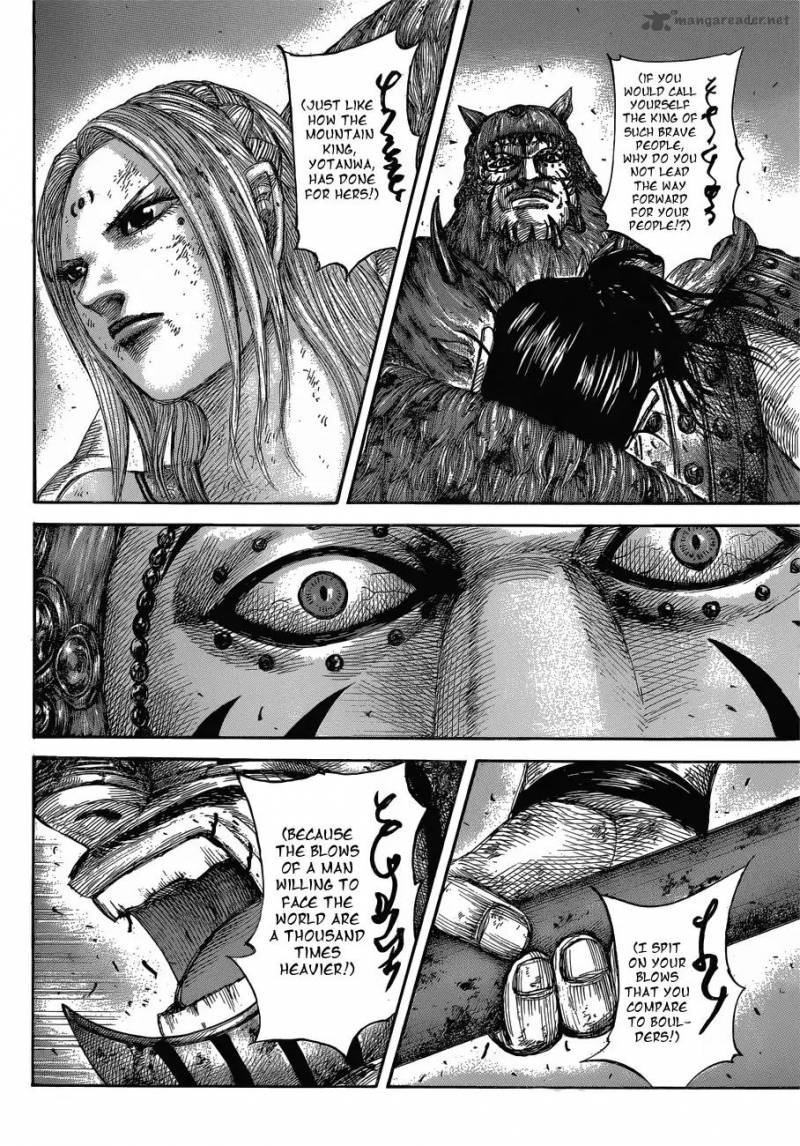 mangareader.net
(IF YOU
WOULD CALL
YOURSELF
THE KING OF
SUCH BRAVE
PEOPLE,
WHY DO YOU
NOT LEAD
THE WAY
FORWARD
FOR YOUR
PEOPLE!?)
(JUST LIKE
HOW THE
MOUNTAIN
KING,
YOTANWA,
HAS DONE
FOR HERS!)
(I SPIT
ON YOUR
BLOWS
THAT YOU
COMPARE
TO BOUL-
DERS!)
(BECAUSE
THE BLOWS
OF A MAN
WILLING TO
FACE THE
WORLD ARE
A THOUSAND
TIMES
HEAVIER!)